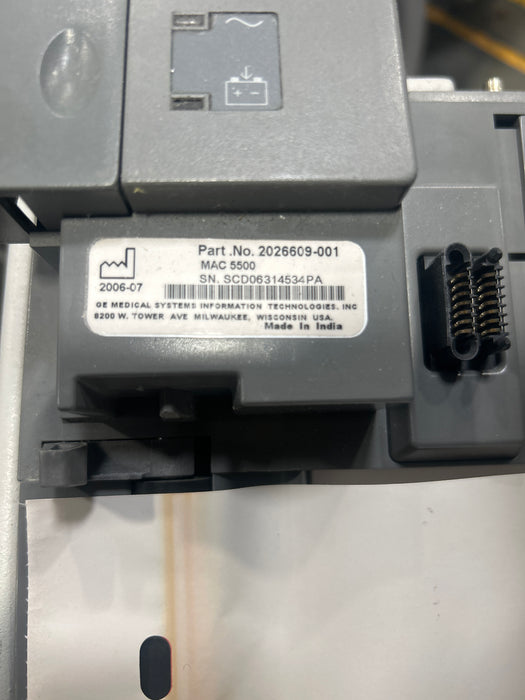 Part .No. 2026609-001
MAC 5500
SN. SCD06314534PA
2006-07
GE MEDICAL SYSTEMS INFORMATION TECHNOLOGIES, INC
8200 W. TOWER AVE MILWAUKEE, WISCONSIN USA.
Made in India